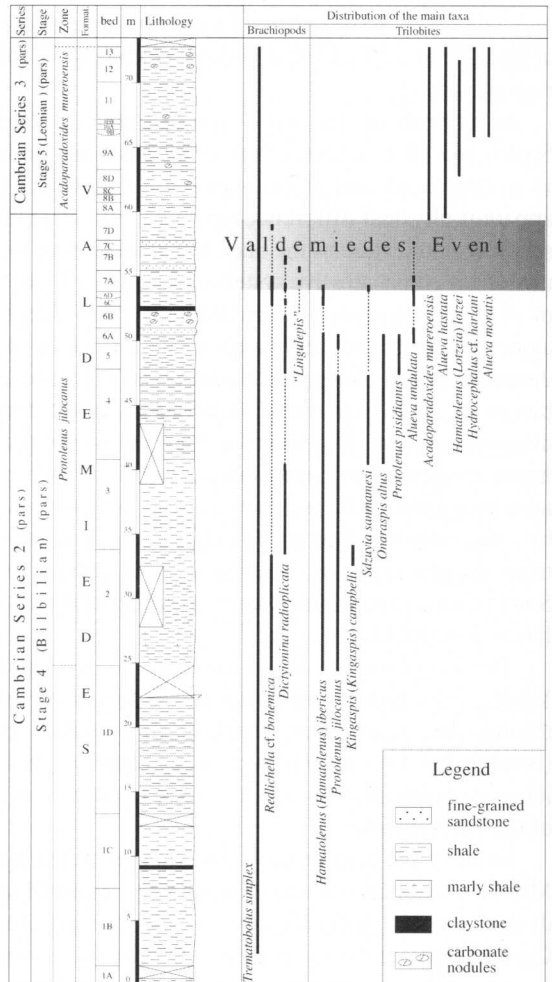 Series
Stage
Zone
Format.
bed
m
Lithology
Distribution of the main taxa
Brachiopods
Trilobites
Cambrian Series 3 (pars)
Stage 5 (Leonian) (pars)
Acadoparadoxides mureroensis
Cambrian Series 2 (pars)
Stage 4 (Bilbilian) (pars)
Protolenus jilocanus
V A L D E M I E D E S
13
12
11
9A
8D
8C
8B
8A
7D
7C
7B
7A
6D
6C
6B
6A
5
4
3
2
1D
1C
1B
1A
70
65
60
55
50
45
40
35
30
25
20
15
10
5
0
Valdemiedes Event
Trematobolus simplex
Redlichella cf. bohemica
Dictyionina radioplicata
"Lingulepis"
Hamatolenus (Hamatolenus) ibericus
Protolenus jilocanus
Kingaspis (Kingaspis) campbelli
Sdzuyia sanmamesi
Onaraspis altus
Protolenus pisidianus
Alueva undulata
Acadoparadoxides mureroensis
Alueva hastata
Hamatolenus (Lotzeia) lotzei
Hydrocephalus cf. harlani
Alueva moratix
Legend
fine-grained
sandstone
shale
marly shale
claystone
carbonate
nodules